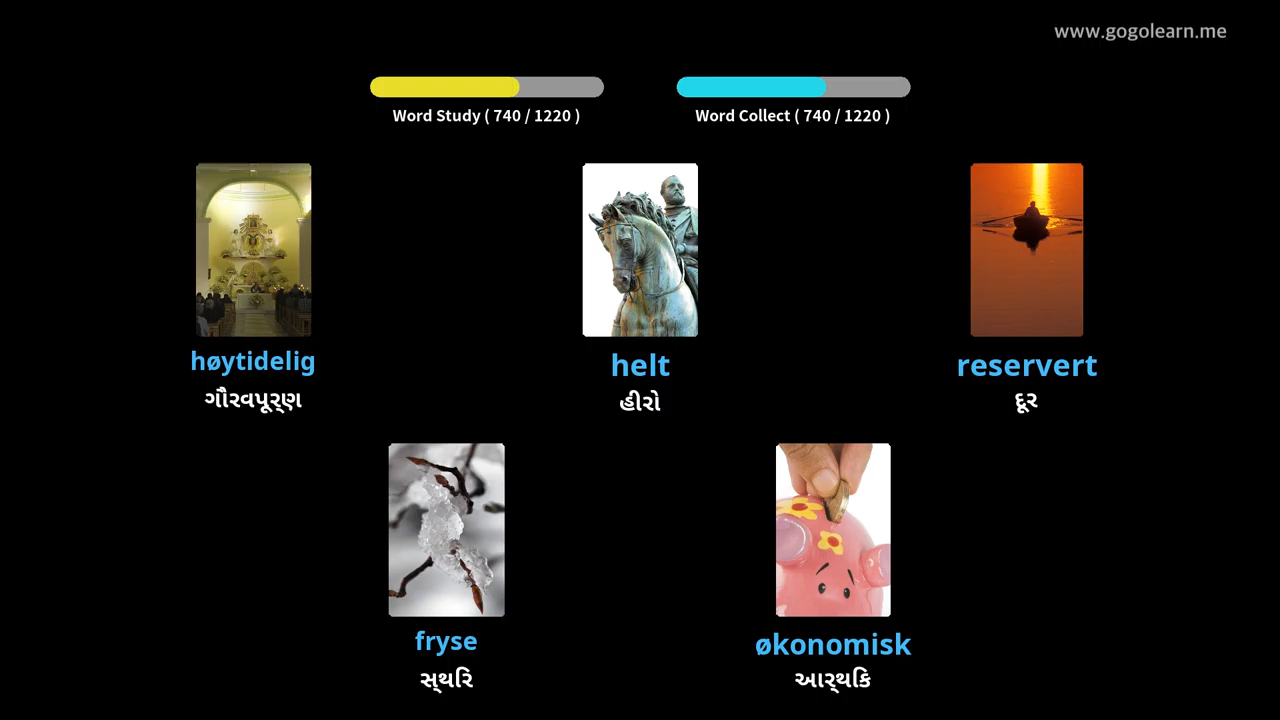 www.gogolearn.me
Word Study ( 740 / 1220 )
Word Collect ( 740 / 1220 )
høytidelig
ગૌરવપૂર્ણ
helt
હીરો
reservert
દૂર
fryse
સ્થિર
økonomisk
આર્થિક